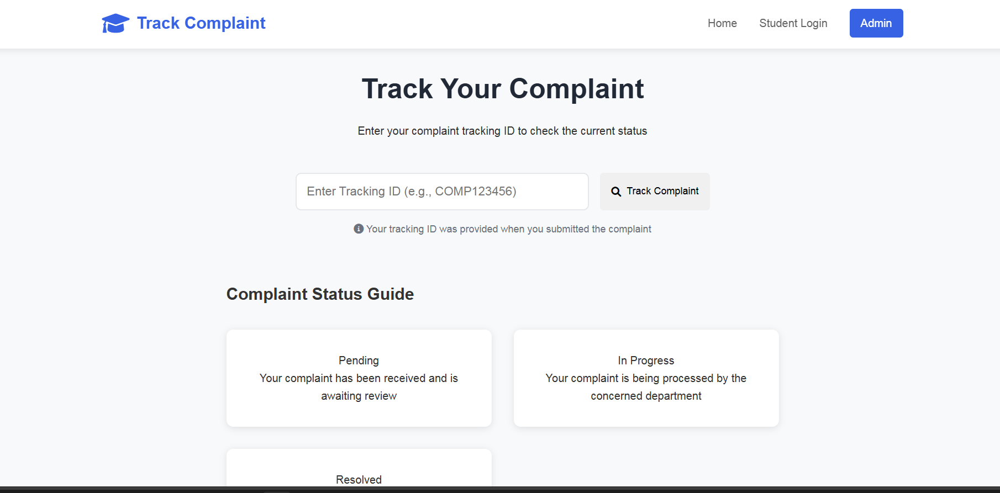 Track Complaint
Home
Student Login
Admin
Track Your Complaint
Enter your complaint tracking ID to check the current status
Enter Tracking ID (e.g., COMP123456)
Track Complaint
Your tracking ID was provided when you submitted the complaint
Complaint Status Guide
Pending
Your complaint has been received and is
awaiting review
In Progress
Your complaint is being processed by the
concerned department
Resolved